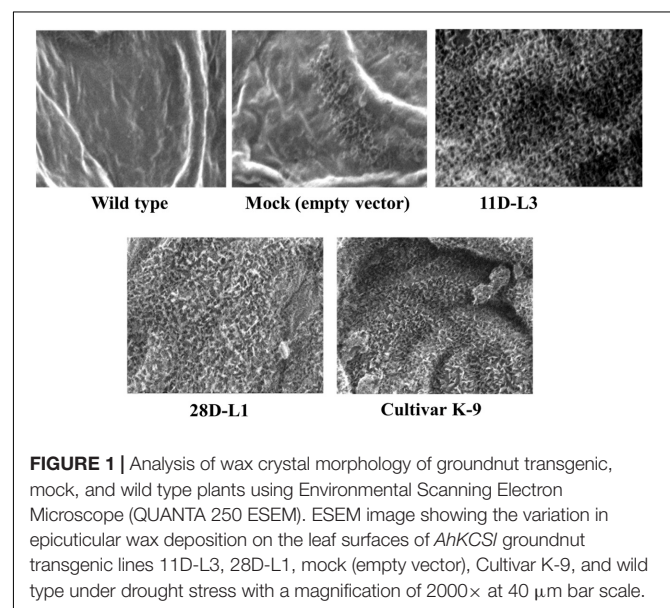 Wild type
Mock (empty vector)
11D-L3
28D-L1
Cultivar K-9
FIGURE 1 | Analysis of wax crystal morphology of groundnut transgenic,
mock, and wild type plants using Environmental Scanning Electron
Microscope (QUANTA 250 ESEM). ESEM image showing the variation in
epicuticular wax deposition on the leaf surfaces of AhKCSI groundnut
transgenic lines 11D-L3, 28D-L1, mock (empty vector), Cultivar K-9, and wild
type under drought stress with a magnification of 2000× at 40 μm bar scale.